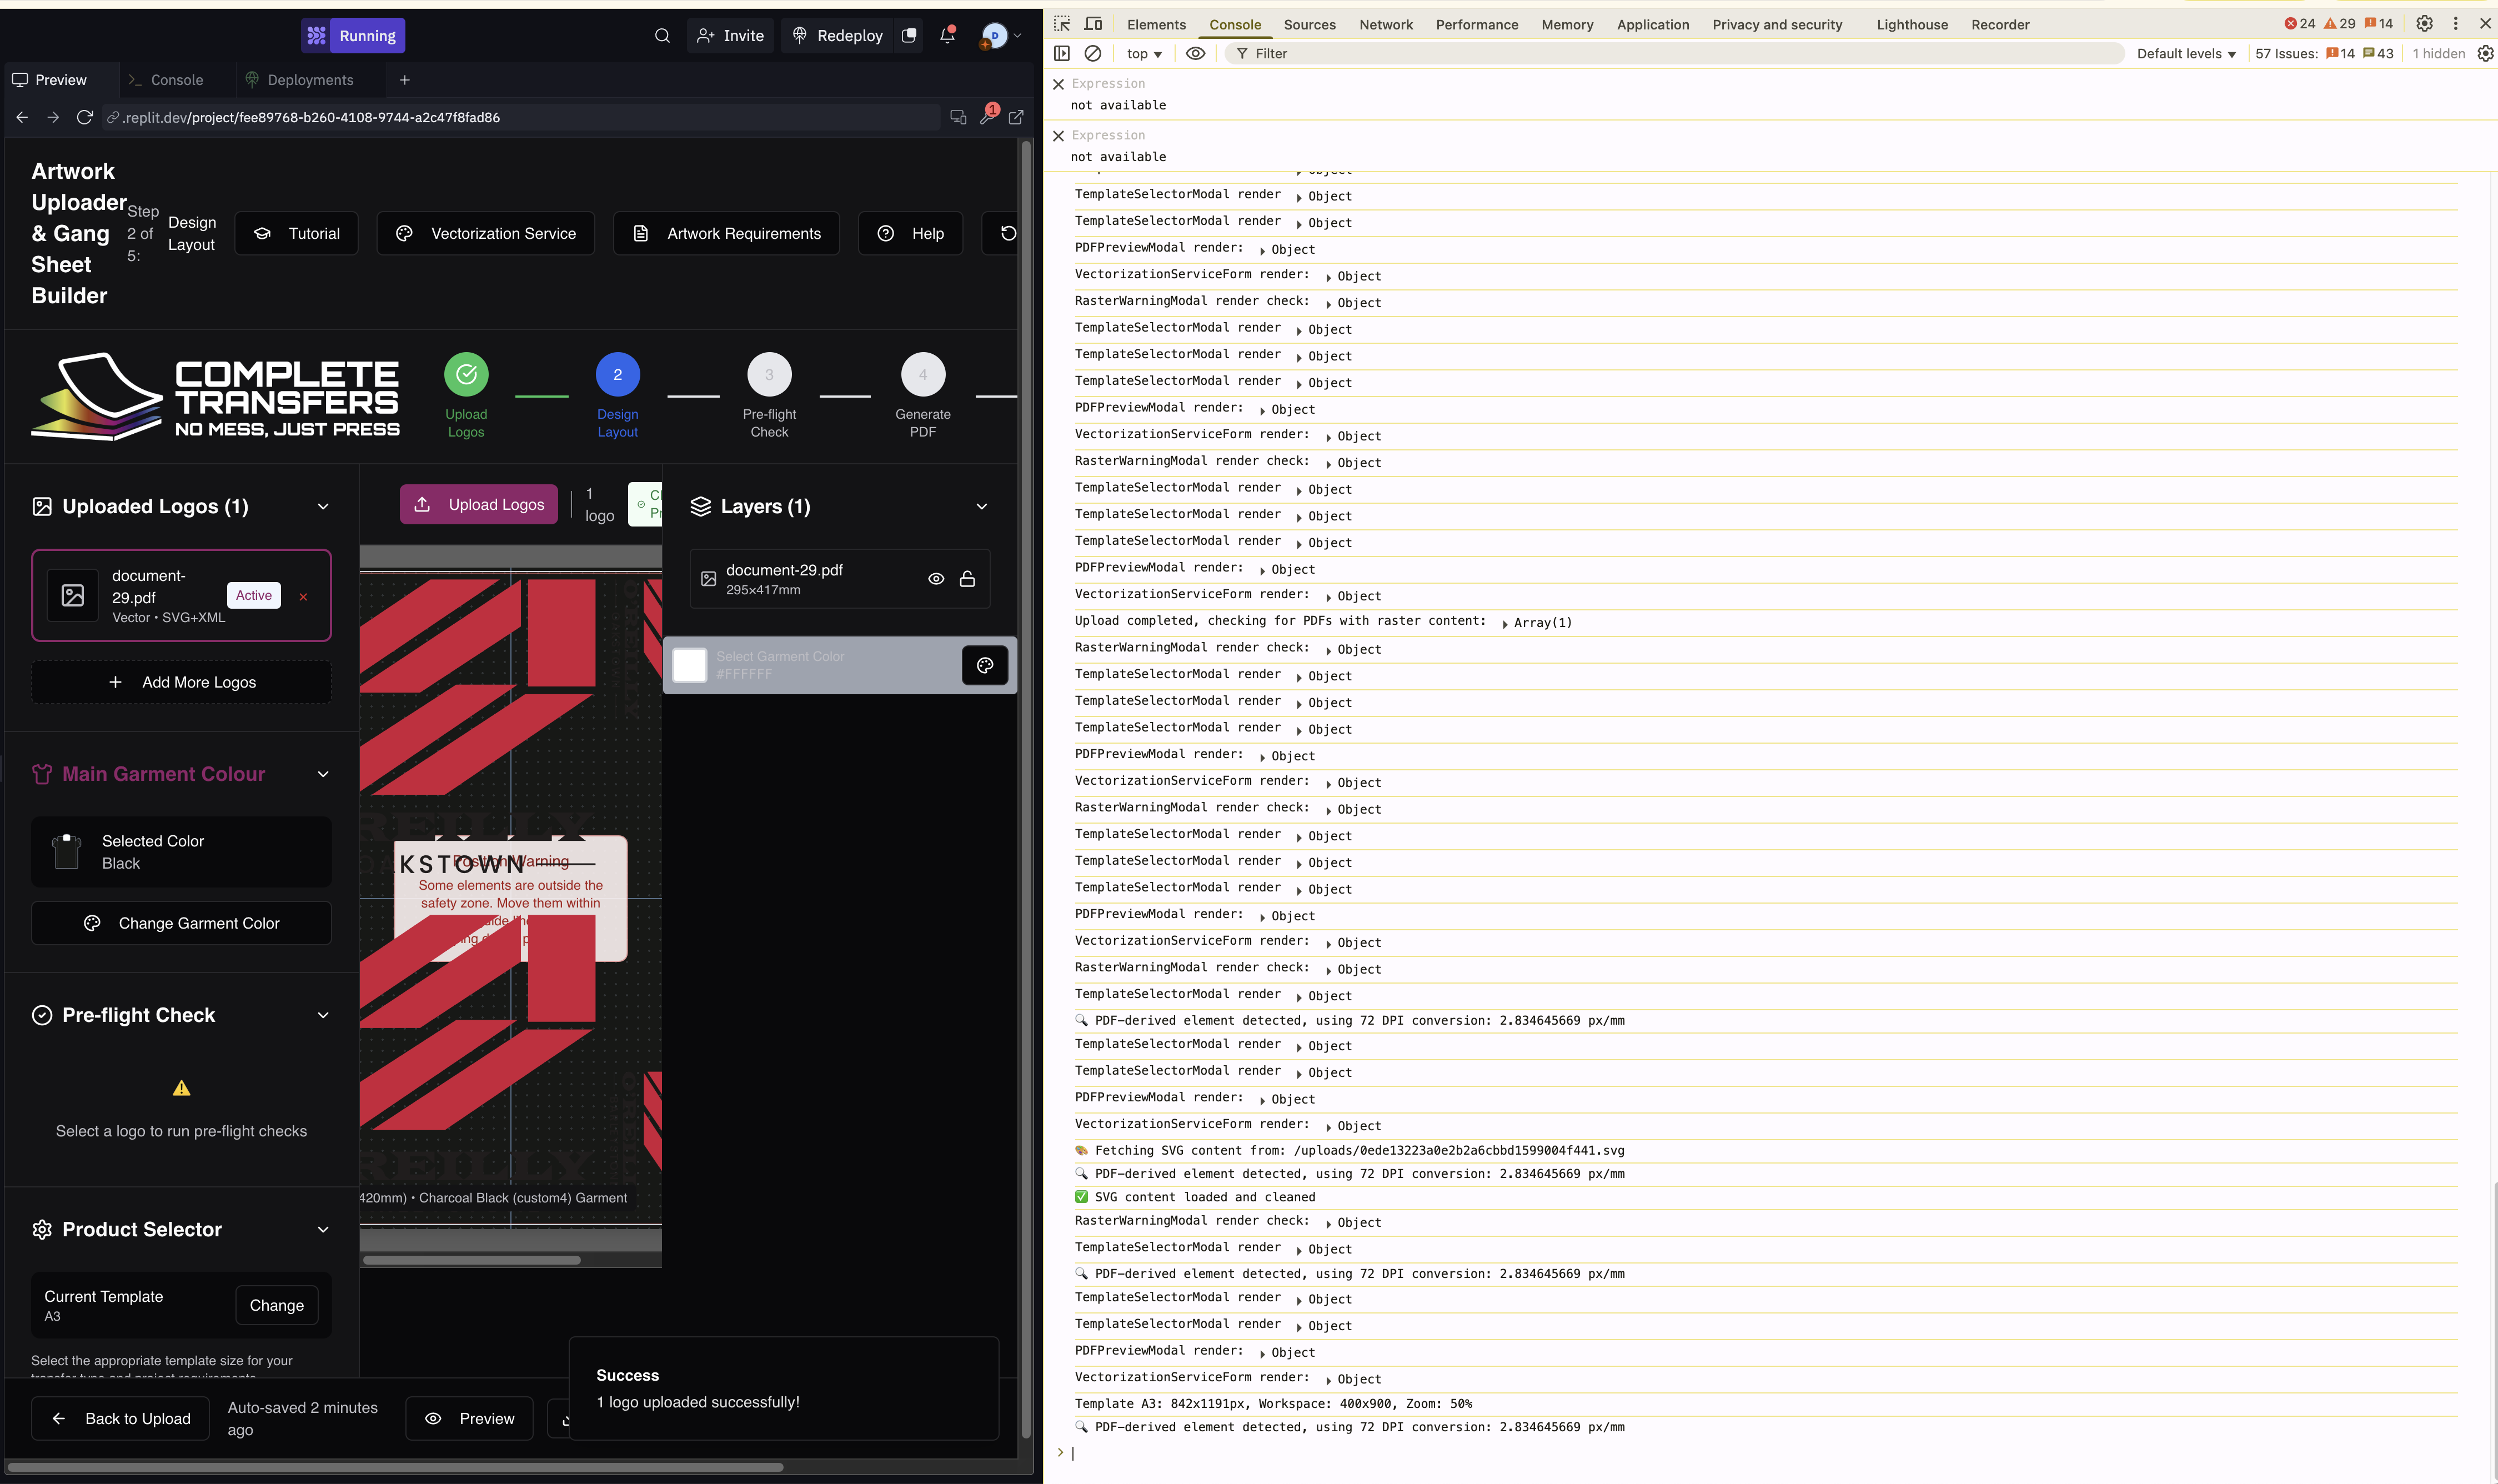 Running
Invite
Redeploy
D
Preview
Console
Deployments
.replit.dev/project/fee89768-b260-4108-9744-a2c47f8fad86
1
Artwork
Uploader
& Gang
Sheet
Builder
Step
2 of
5:
Design
Layout
Tutorial
Vectorization Service
Artwork Requirements
Help
COMPLETE
TRANSFERS
NO MESS, JUST PRESS
Upload
Logos
2
Design
Layout
3
Pre-flight
Check
4
Generate
PDF
Uploaded Logos (1)
document-
29.pdf
Vector • SVG+XML
Active
Add More Logos
Main Garment Colour
Selected Color
Black
Change Garment Color
Pre-flight Check
Select a logo to run pre-flight checks
Product Selector
Current Template
A3
Change
Select the appropriate template size for your
transfer type and project requirements.
Back to Upload
Auto-saved 2 minutes
ago
Preview
Upload Logos
1
logo
REILLY
KSTOWN
Position Warning
Some elements are outside the
safety zone. Move them within
REILLY
420mm) • Charcoal Black (custom4) Garment
Layers (1)
document-29.pdf
295×417mm
Select Garment Color
#FFFFFF
Success
1 logo uploaded successfully!
Elements
Console
Sources
Network
Performance
Memory
Application
Privacy and security
Lighthouse
Recorder
24
29
14
top
Filter
Default levels
57 Issues:
14
43
1 hidden
Expression
not available
Expression
not available
Object
TemplateSelectorModal render Object
TemplateSelectorModal render Object
PDFPreviewModal render: Object
VectorizationServiceForm render: Object
RasterWarningModal render check: Object
TemplateSelectorModal render Object
TemplateSelectorModal render Object
TemplateSelectorModal render Object
PDFPreviewModal render: Object
VectorizationServiceForm render: Object
RasterWarningModal render check: Object
TemplateSelectorModal render Object
TemplateSelectorModal render Object
TemplateSelectorModal render Object
PDFPreviewModal render: Object
VectorizationServiceForm render: Object
Upload completed, checking for PDFs with raster content: Array(1)
RasterWarningModal render check: Object
TemplateSelectorModal render Object
TemplateSelectorModal render Object
TemplateSelectorModal render Object
PDFPreviewModal render: Object
VectorizationServiceForm render: Object
RasterWarningModal render check: Object
TemplateSelectorModal render Object
TemplateSelectorModal render Object
TemplateSelectorModal render Object
PDFPreviewModal render: Object
VectorizationServiceForm render: Object
RasterWarningModal render check: Object
TemplateSelectorModal render Object
🔍 PDF-derived element detected, using 72 DPI conversion: 2.834645669 px/mm
TemplateSelectorModal render Object
TemplateSelectorModal render Object
PDFPreviewModal render: Object
VectorizationServiceForm render: Object
🎨 Fetching SVG content from: /uploads/0ede13223a0e2b2a6cbbd1599004f441.svg
🔍 PDF-derived element detected, using 72 DPI conversion: 2.834645669 px/mm
✅ SVG content loaded and cleaned
RasterWarningModal render check: Object
TemplateSelectorModal render Object
🔍 PDF-derived element detected, using 72 DPI conversion: 2.834645669 px/mm
TemplateSelectorModal render Object
TemplateSelectorModal render Object
PDFPreviewModal render: Object
VectorizationServiceForm render: Object
Template A3: 842x1191px, Workspace: 400x900, Zoom: 50%
🔍 PDF-derived element detected, using 72 DPI conversion: 2.834645669 px/mm